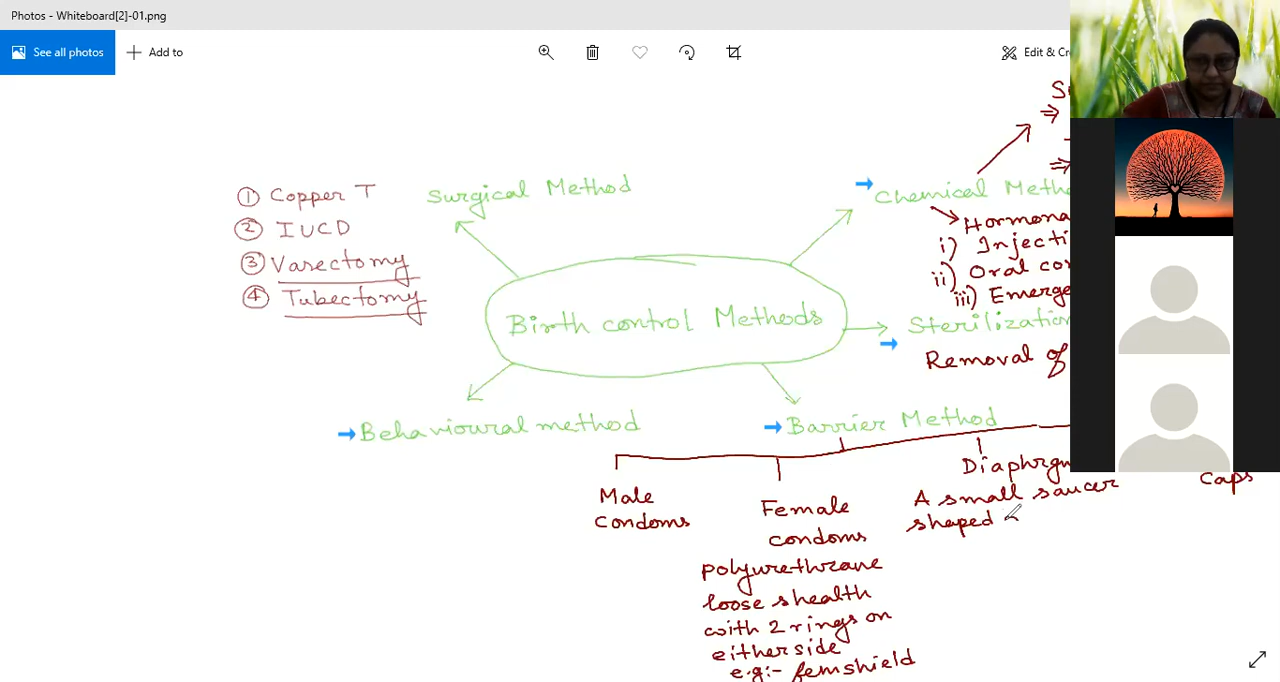 Photos - Whiteboard[2]-01.png
See all photos
Add to
Edit & Cr
① Copper T
② IUCD
③ Vasectomy
④ Tubectomy
Surgical Method
Chemical Meth
Hormona
i) Injecti
ii) Oral co
iii) Emerge
Birth control Methods
Sterilization
Removal of
Behavioural method
Barrier Method
Male
Condoms
Female
condoms
polyurethrane
loose shealth
with 2 rings on
either side
e.g:- femshield
Diaphrgm
A small saucer
shaped
Caps